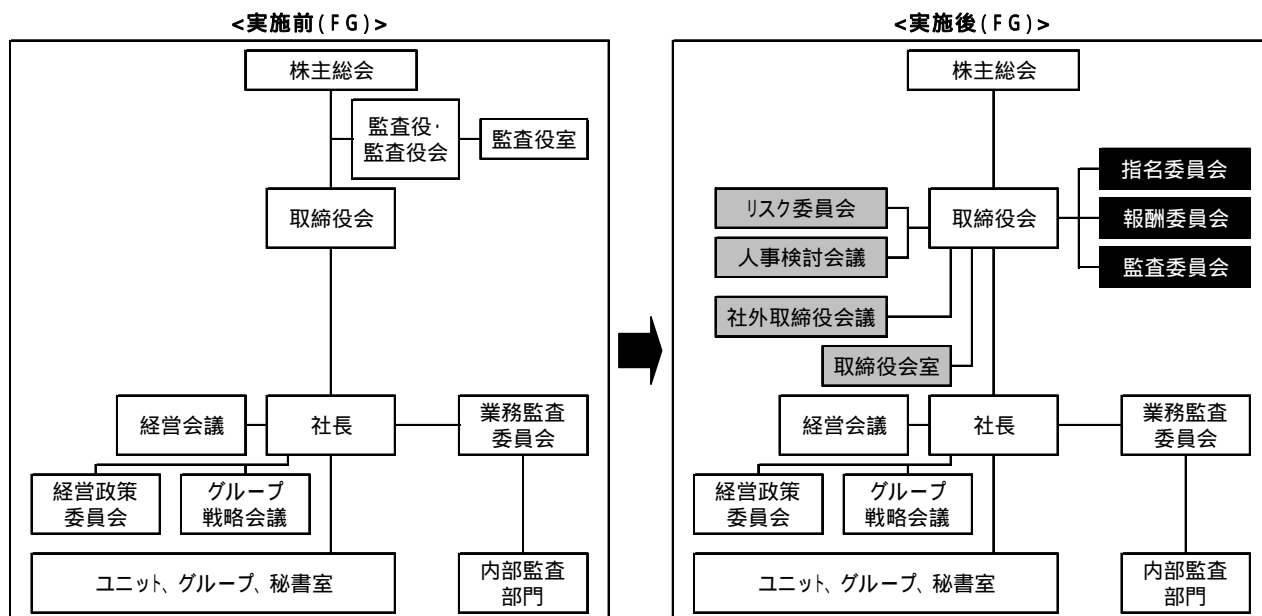 <実施前(FG)>
株主総会
監査役・
監査役会
監査役室
取締役会
経営会議
社長
業務監査
委員会
経営政策
委員会
グループ
戦略会議
ユニット、グループ、秘書室
内部監査
部門
<実施後(FG)>
株主総会
リスク委員会
人事検討会議
社外取締役会議
取締役会室
取締役会
指名委員会
報酬委員会
監査委員会
経営会議
社長
業務監査
委員会
経営政策
委員会
グループ
戦略会議
ユニット、グループ、秘書室
内部監査
部門